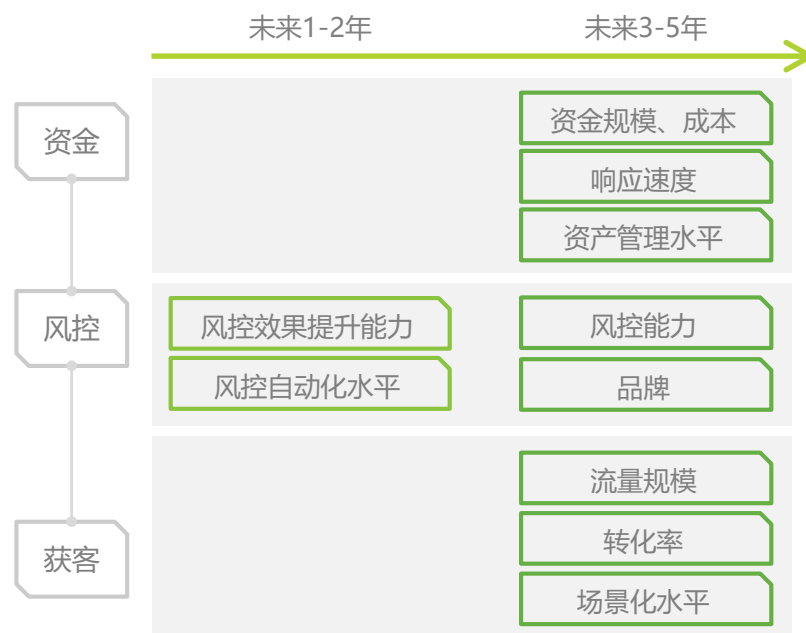 未来1-2年
未来3-5年
资金
资金规模、成本
响应速度
资产管理水平
风控
风控效果提升能力
风控能力
风控自动化水平
品牌
获客
流量规模
转化率
场景化水平